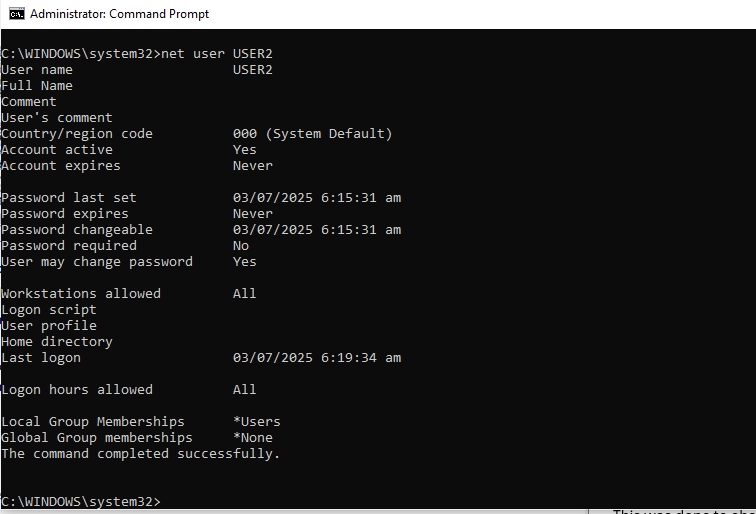 Administrator: Command Prompt
C:\WINDOWS\system32>net user USER2
User name                    USER2
Full Name
Comment
User's comment
Country/region code          000 (System Default)
Account active               Yes
Account expires              Never
Password last set            03/07/2025 6:15:31 am
Password expires             Never
Password changeable          03/07/2025 6:15:31 am
Password required            No
User may change password     Yes
Workstations allowed         All
Logon script
User profile
Home directory
Last logon                   03/07/2025 6:19:34 am
Logon hours allowed          All
Local Group Memberships      *Users
Global Group memberships     *None
The command completed successfully.
C:\WINDOWS\system32>